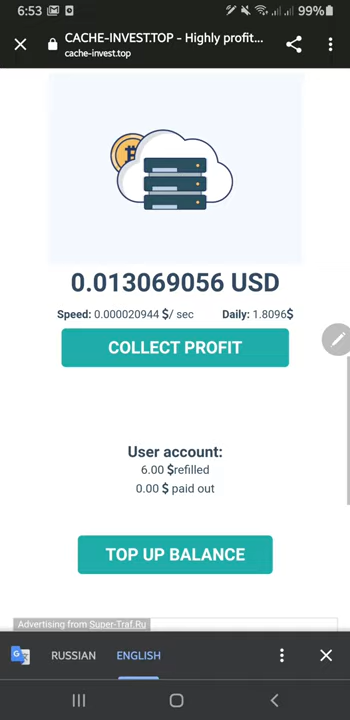 6:53 99%
CACHE-INVEST.TOP - Highly profit...
cache-invest.top
0.013069056 USD
Speed: 0.000020944 $/ sec Daily: 1.8096$
COLLECT PROFIT
User account:
6.00 $refilled
0.00 $ paid out
TOP UP BALANCE
Advertising from Super-Traf.Ru
RUSSIAN ENGLISH